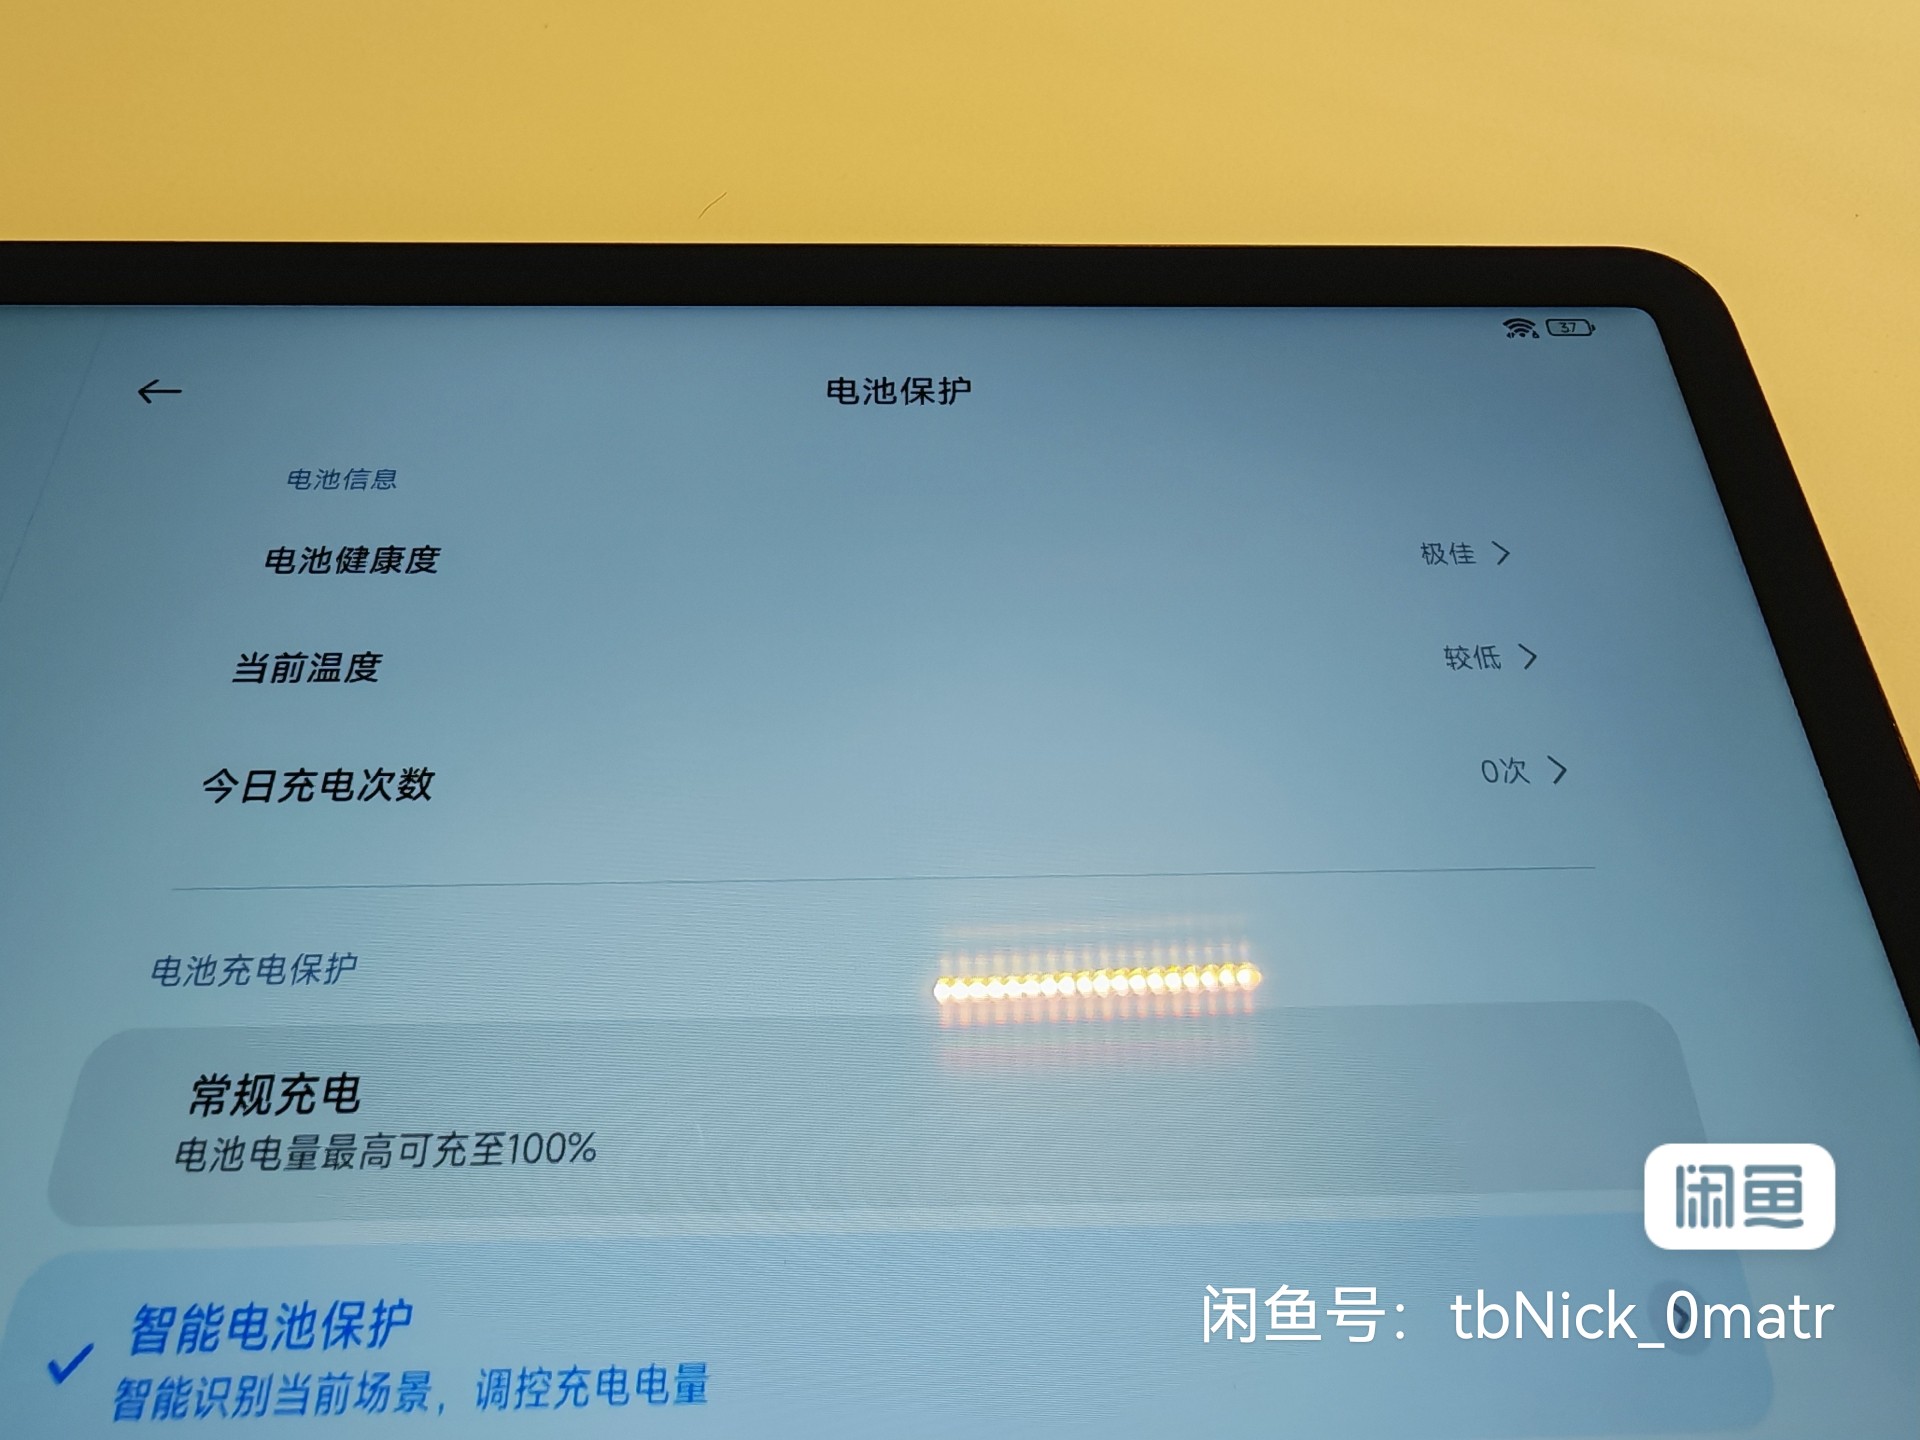 37
电池保护
电池信息
电池健康度
极佳
当前温度
较低
今日充电次数
0次
电池充电保护
常规充电
电池电量最高可充至100%
智能电池保护
智能识别当前场景，调控充电电量
闲鱼
闲鱼号：tbNick_0matr